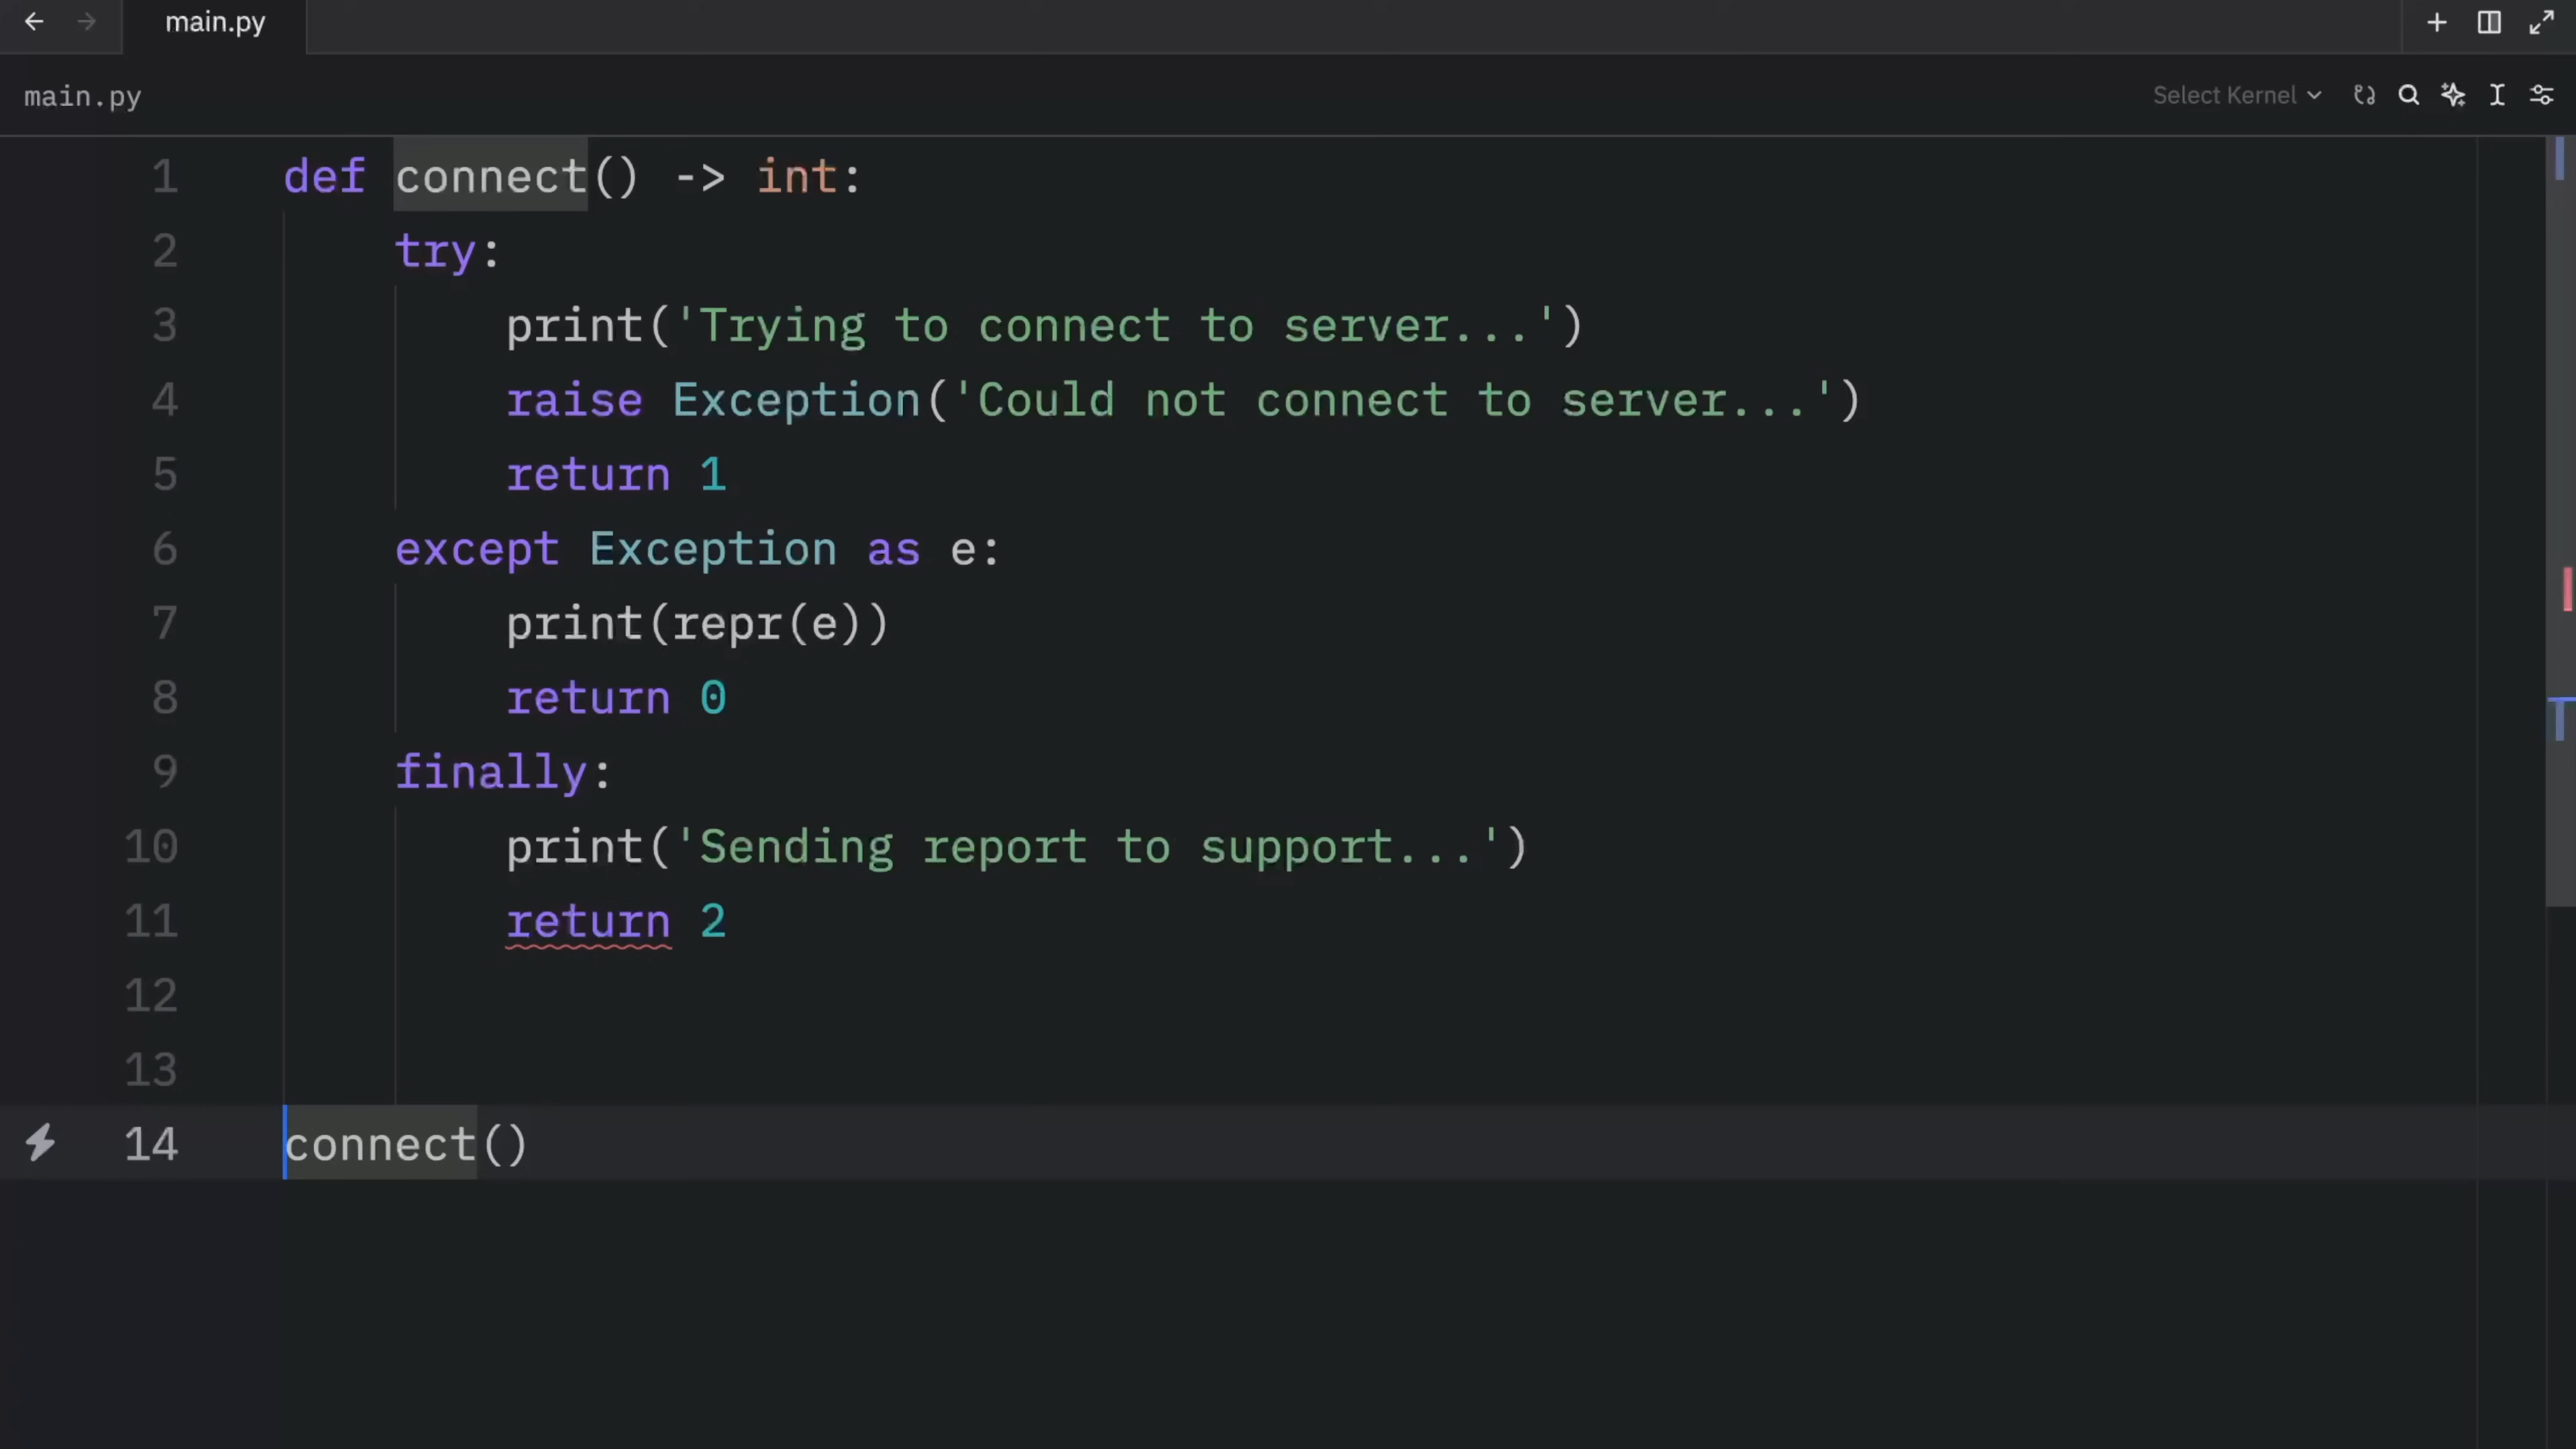 main.py
main.py
Select Kernel
1 def connect() -> int:
2 try:
3 print('Trying to connect to server...')
4 raise Exception('Could not connect to server...')
5 return 1
6 except Exception as e:
7 print(repr(e))
8 return 0
9 finally:
10 print('Sending report to support...')
11 return 2
12
13
14 connect()